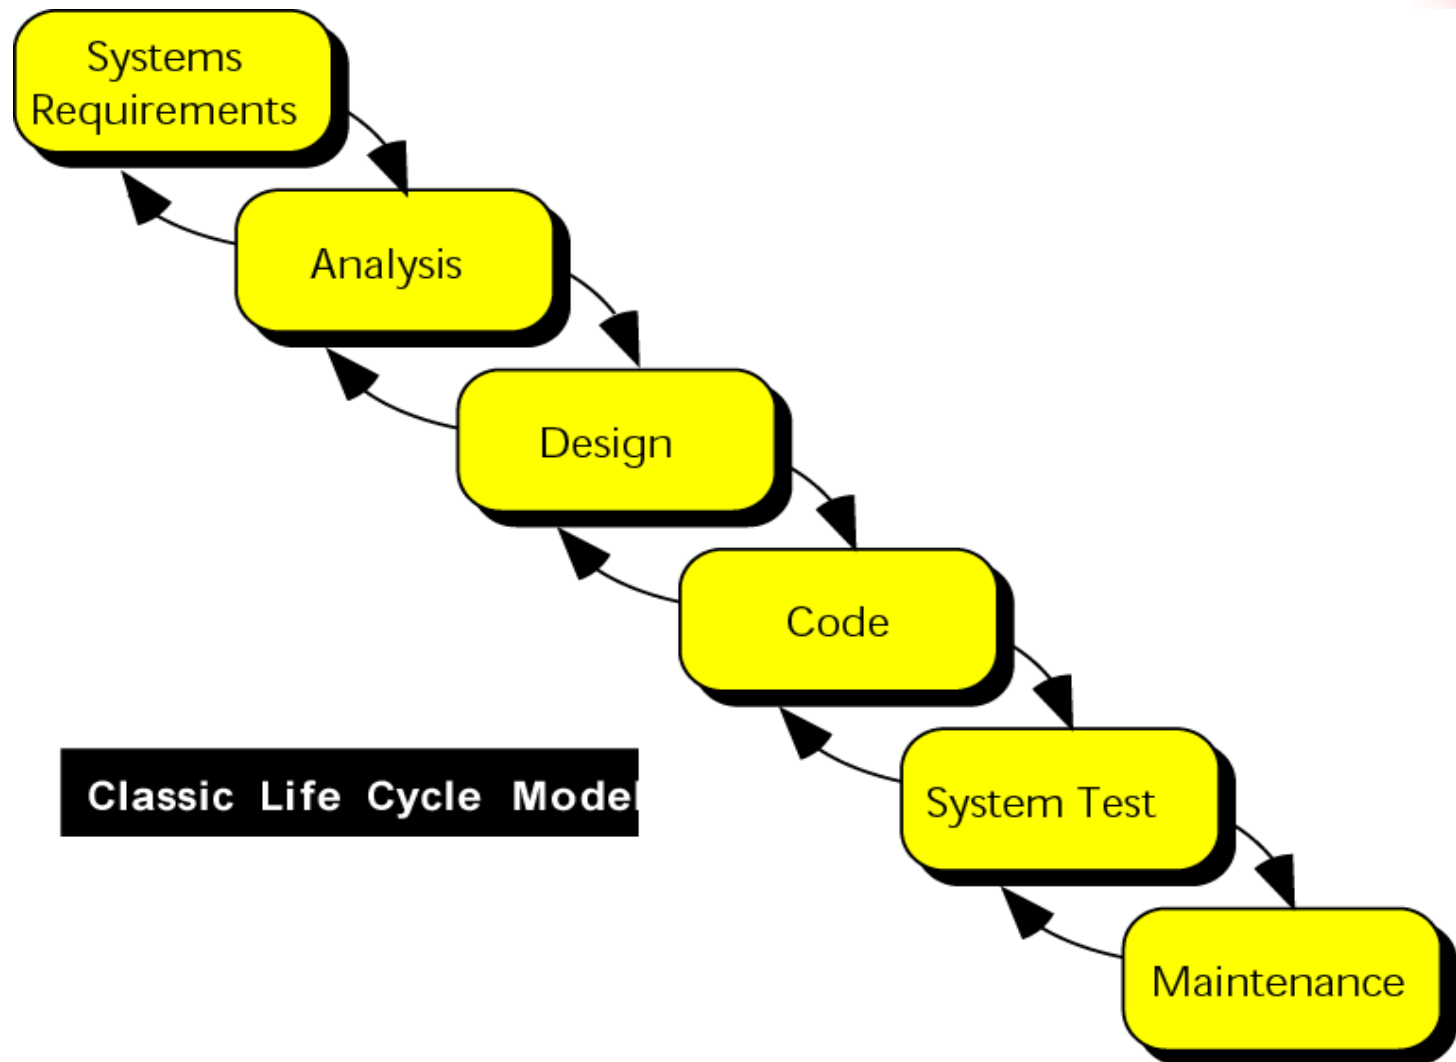 Systems
Requirements
Analysis
Design
Code
Classic Life Cycle Model
System Test
Maintenance